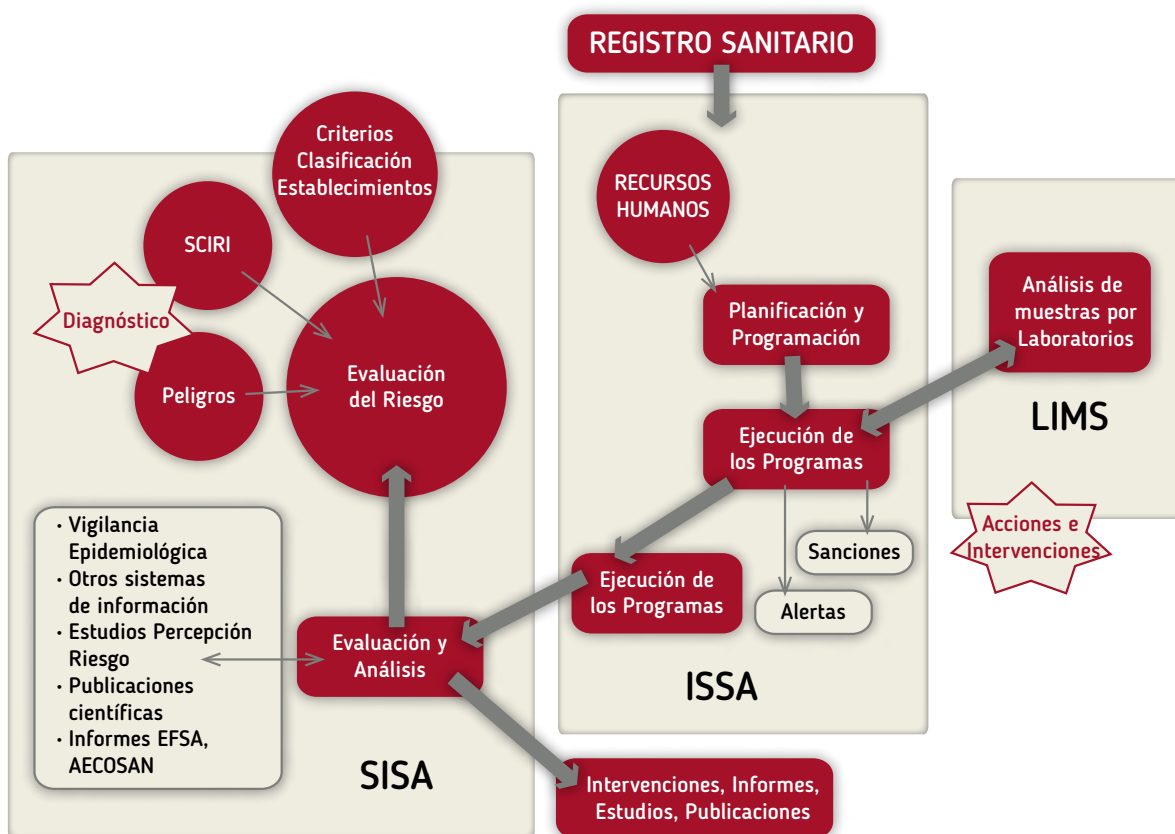 REGISTRO SANITARIO
Criterios
Clasificación
Establecimientos
SCIRI
Diagnóstico
Peligros
Evaluación
del Riesgo
· Vigilancia
Epidemiológica
· Otros sistemas
de información
· Estudios Percepción
Riesgo
· Publicaciones
científicas
· Informes EFSA,
AECOSAN
Evaluación y
Análisis
SISA
RECURSOS
HUMANOS
Planificación y
Programación
Ejecución de
los Programas
Sanciones
Alertas
Ejecución de
los Programas
ISSA
Intervenciones, Informes,
Estudios, Publicaciones
Análisis de
muestras por
Laboratorios
LIMS
Acciones e
Intervenciones